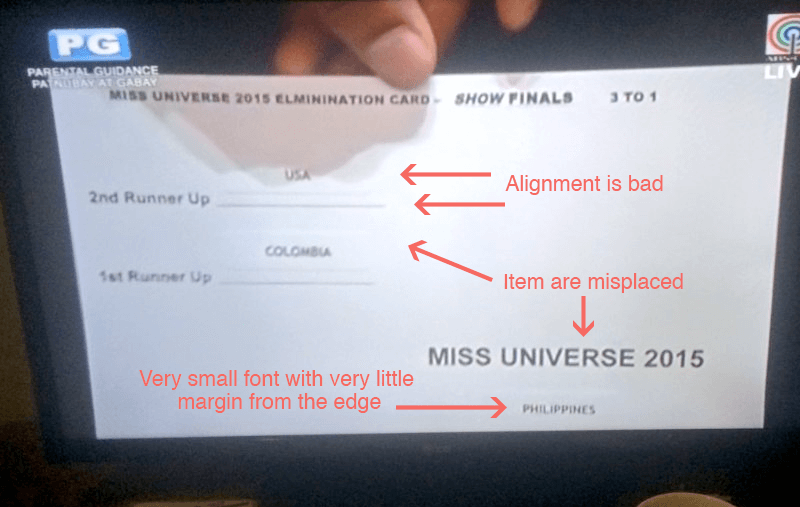 PG
PARENTAL GUIDANCE
PATNUBAY AT GABAY
LIV
MISS UNIVERSE 2015 ELMININATION CARD - SHOW FINALS 3 TO 1
USA
2nd Runner Up
Alignment is bad
COLOMBIA
1st Runner Up
Item are misplaced
MISS UNIVERSE 2015
Very small font with very little
margin from the edge
PHILIPPINES